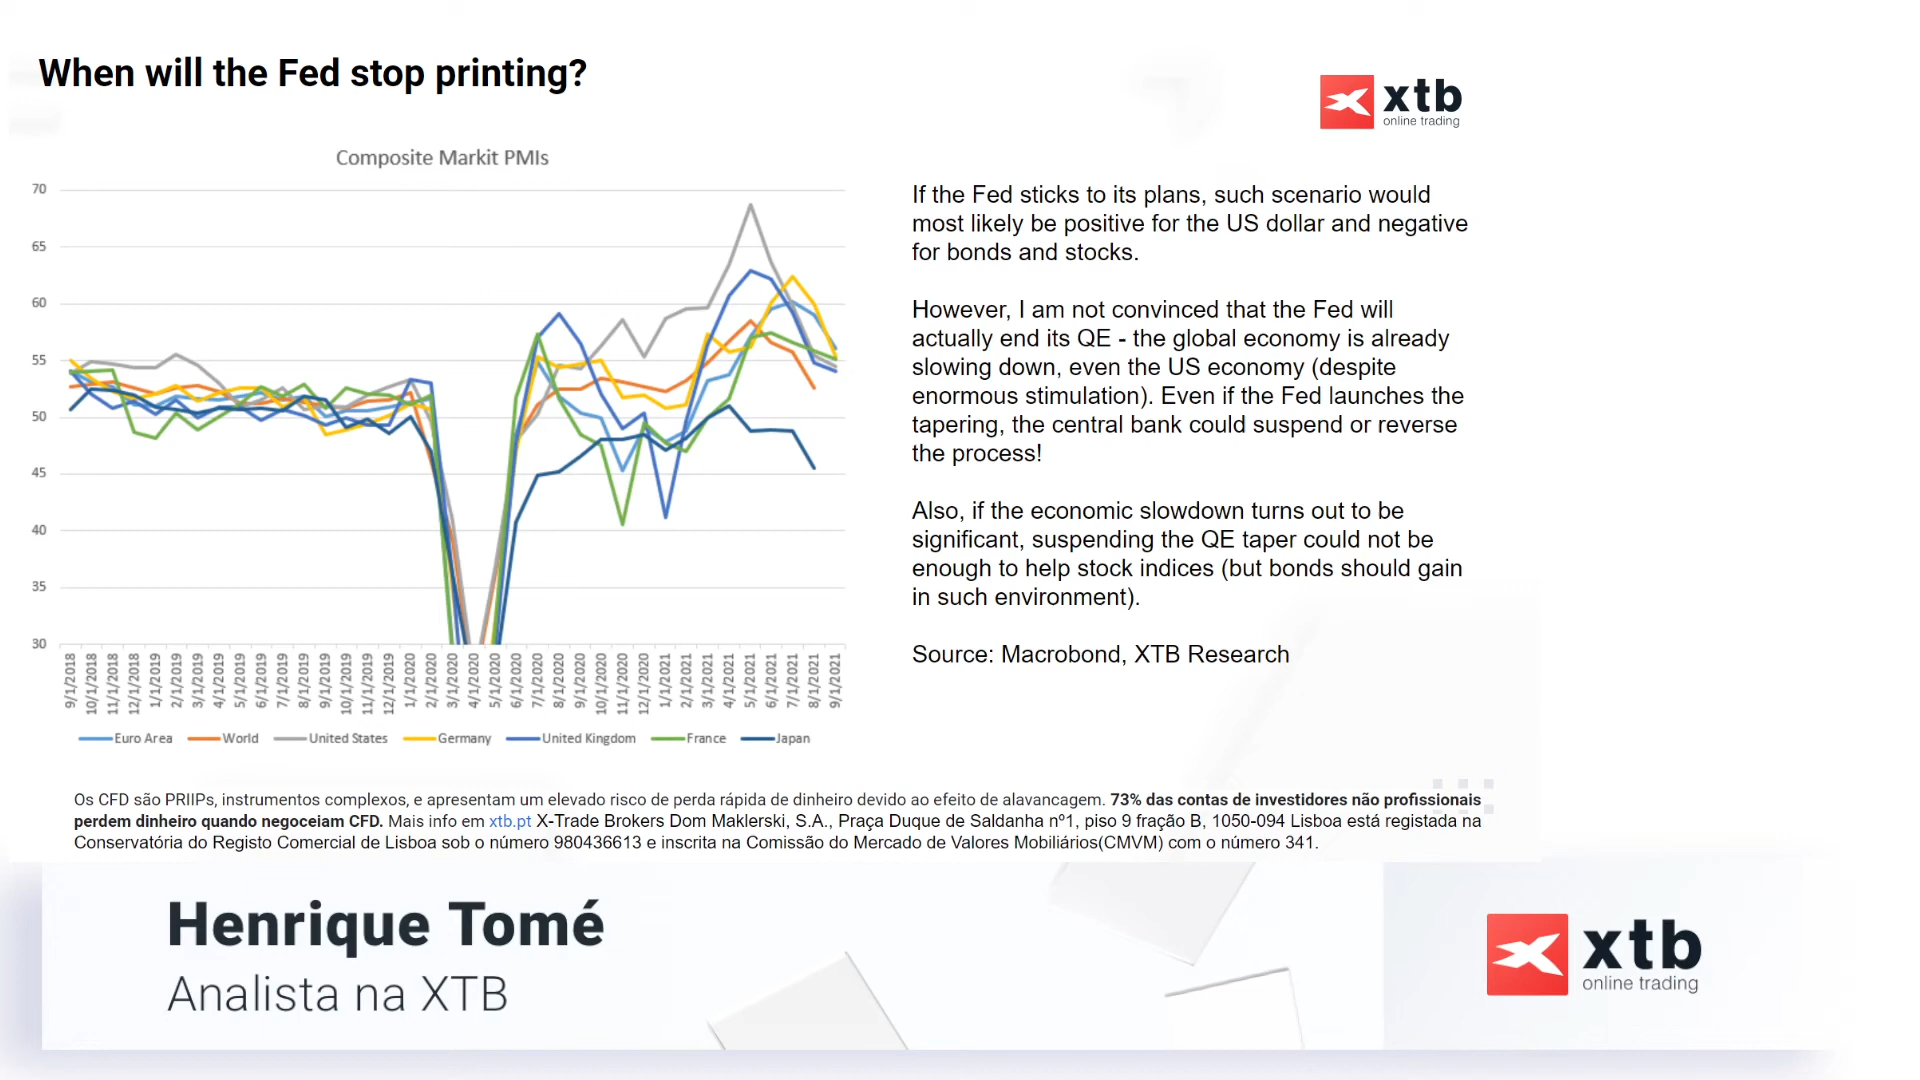 When will the Fed stop printing?
xtb
online trading
Composite Markit PMIs
70
65
60
55
50
45
40
35
30
9/1/2018
10/1/2018
11/1/2018
12/1/2018
1/1/2019
2/1/2019
3/1/2019
4/1/2019
5/1/2019
6/1/2019
7/1/2019
8/1/2019
9/1/2019
10/1/2019
11/1/2019
12/1/2019
1/1/2020
2/1/2020
3/1/2020
4/1/2020
5/1/2020
6/1/2020
7/1/2020
8/1/2020
9/1/2020
10/1/2020
11/1/2020
12/1/2020
1/1/2021
2/1/2021
3/1/2021
4/1/2021
5/1/2021
6/1/2021
7/1/2021
8/1/2021
9/1/2021
Euro Area World United States Germany United Kingdom France Japan
If the Fed sticks to its plans, such scenario would
most likely be positive for the US dollar and negative
for bonds and stocks.
However, I am not convinced that the Fed will
actually end its QE - the global economy is already
slowing down, even the US economy (despite
enormous stimulation). Even if the Fed launches the
tapering, the central bank could suspend or reverse
the process!
Also, if the economic slowdown turns out to be
significant, suspending the QE taper could not be
enough to help stock indices (but bonds should gain
in such environment).
Source: Macrobond, XTB Research
Os CFD são PRIIPs, instrumentos complexos, e apresentam um elevado risco de perda rápida de dinheiro devido ao efeito de alavancagem. 73% das contas de investidores não profissionais
perdem dinheiro quando negoceiam CFD. Mais info em xtb.pt X-Trade Brokers Dom Maklerski, S.A., Praça Duque de Saldanha nº1, piso 9 fração B, 1050-094 Lisboa está registada na
Conservatória do Registo Comercial de Lisboa sob o número 980436613 e inscrita na Comissão do Mercado de Valores Mobiliários(CMVM) com o número 341.
Henrique Tomé
Analista na XTB
xtb
online trading